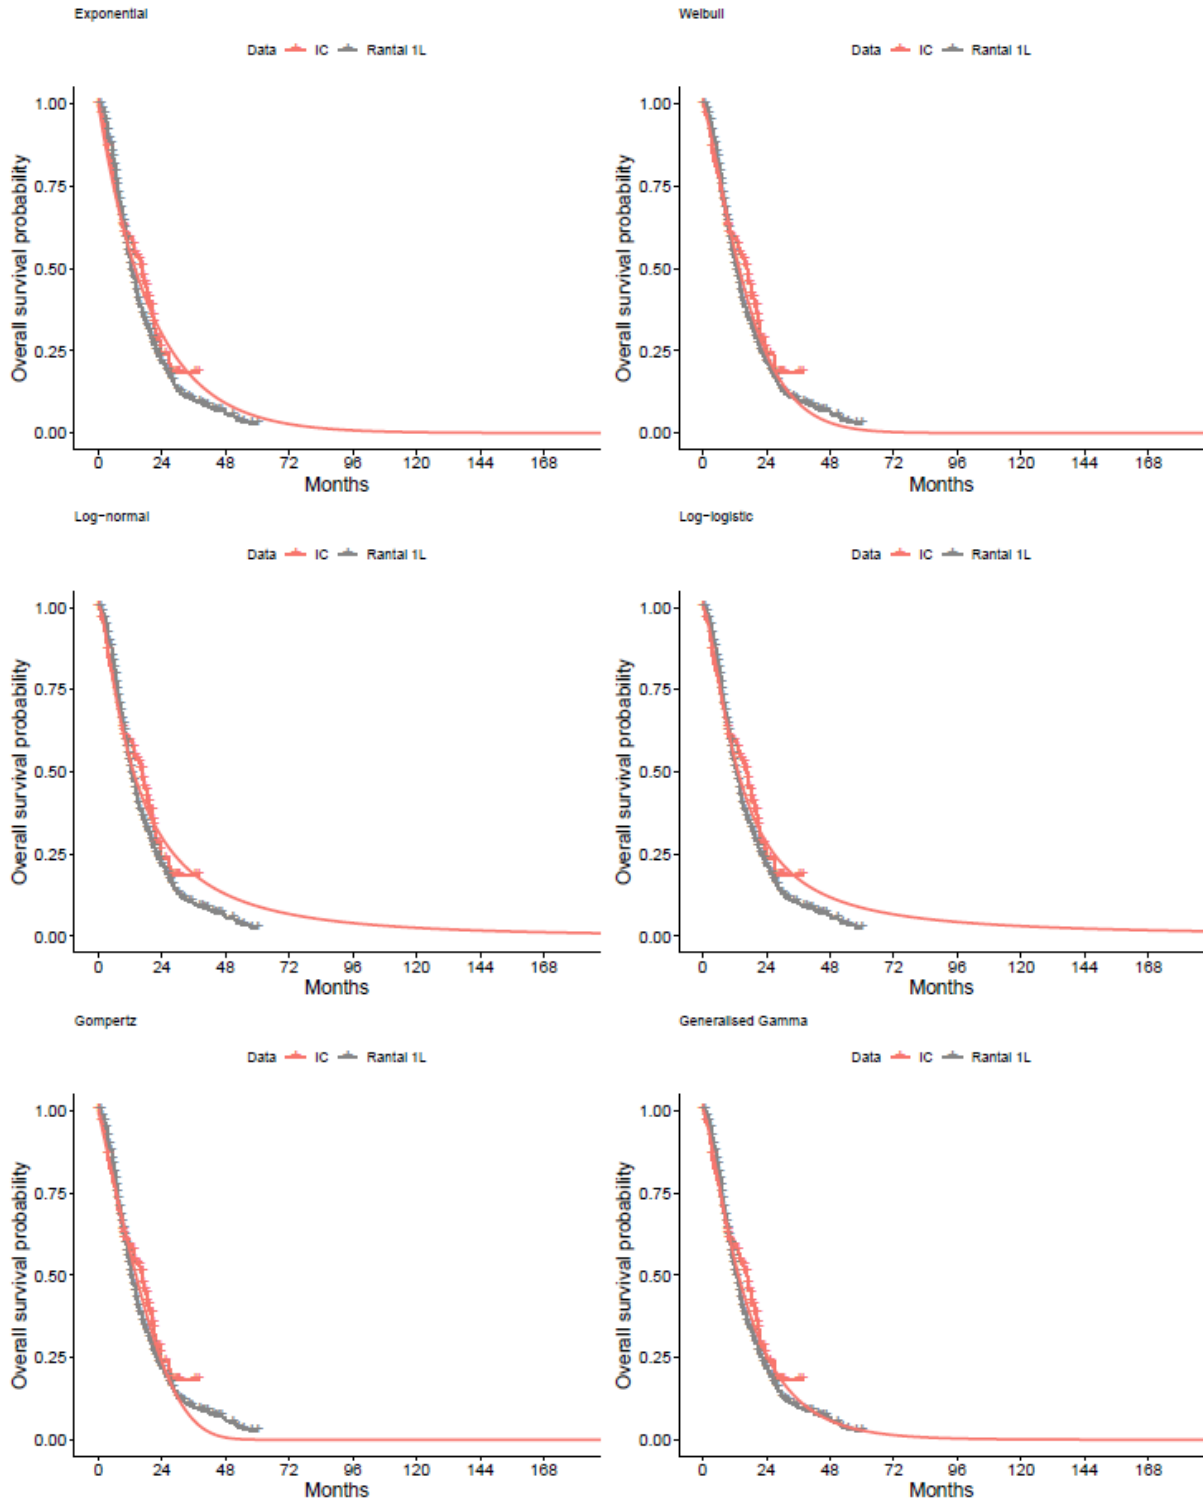 Exponential
Data IC Rantal 1L
Overall survival probability
1.00
0.75
0.50
0.25
0.00
0 24 48 72 96 120 144 168
Months
Weibull
Data IC Rantal 1L
Overall survival probability
1.00
0.75
0.50
0.25
0.00
0 24 48 72 96 120 144 168
Months
Log-normal
Data IC Rantal 1L
Overall survival probability
1.00
0.75
0.50
0.25
0.00
0 24 48 72 96 120 144 168
Months
Log-logistic
Data IC Rantal 1L
Overall survival probability
1.00
0.75
0.50
0.25
0.00
0 24 48 72 96 120 144 168
Months
Gompertz
Data IC Rantal 1L
Overall survival probability
1.00
0.75
0.50
0.25
0.00
0 24 48 72 96 120 144 168
Months
Generalised Gamma
Data IC Rantal 1L
Overall survival probability
1.00
0.75
0.50
0.25
0.00
0 24 48 72 96 120 144 168
Months